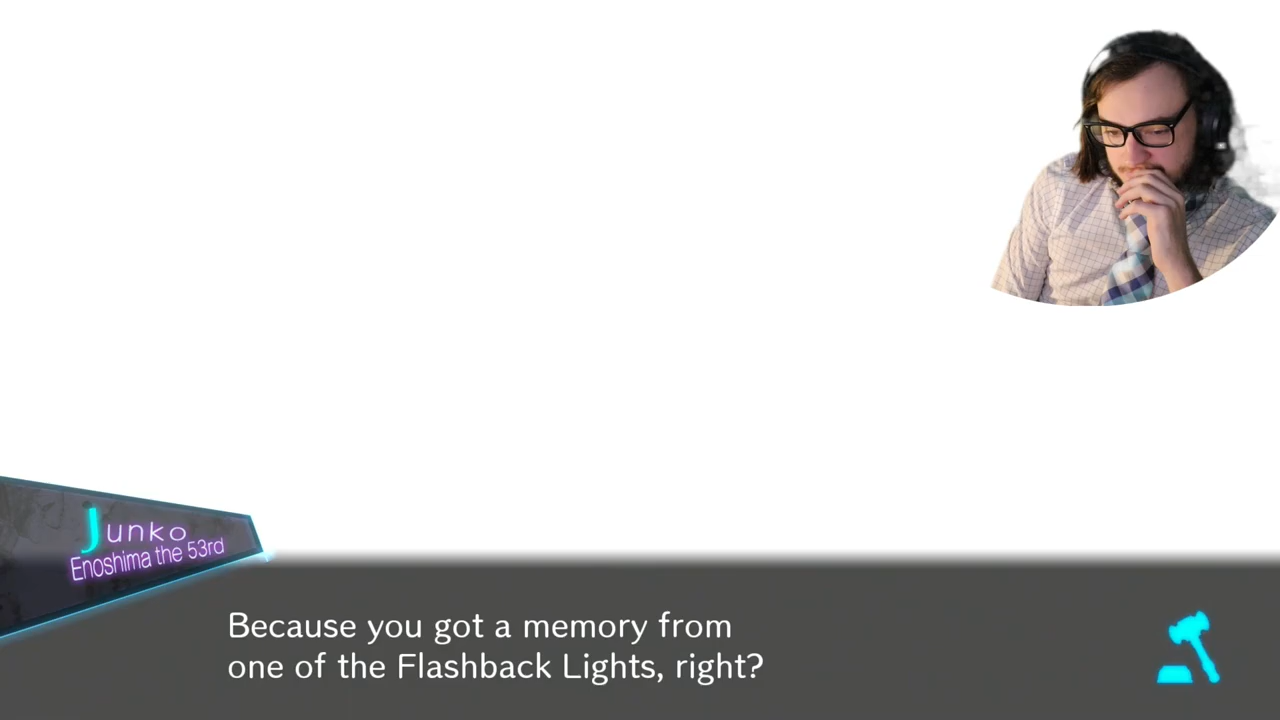 Junko
Enoshima the 53rd
Because you got a memory from
one of the Flashback Lights, right?